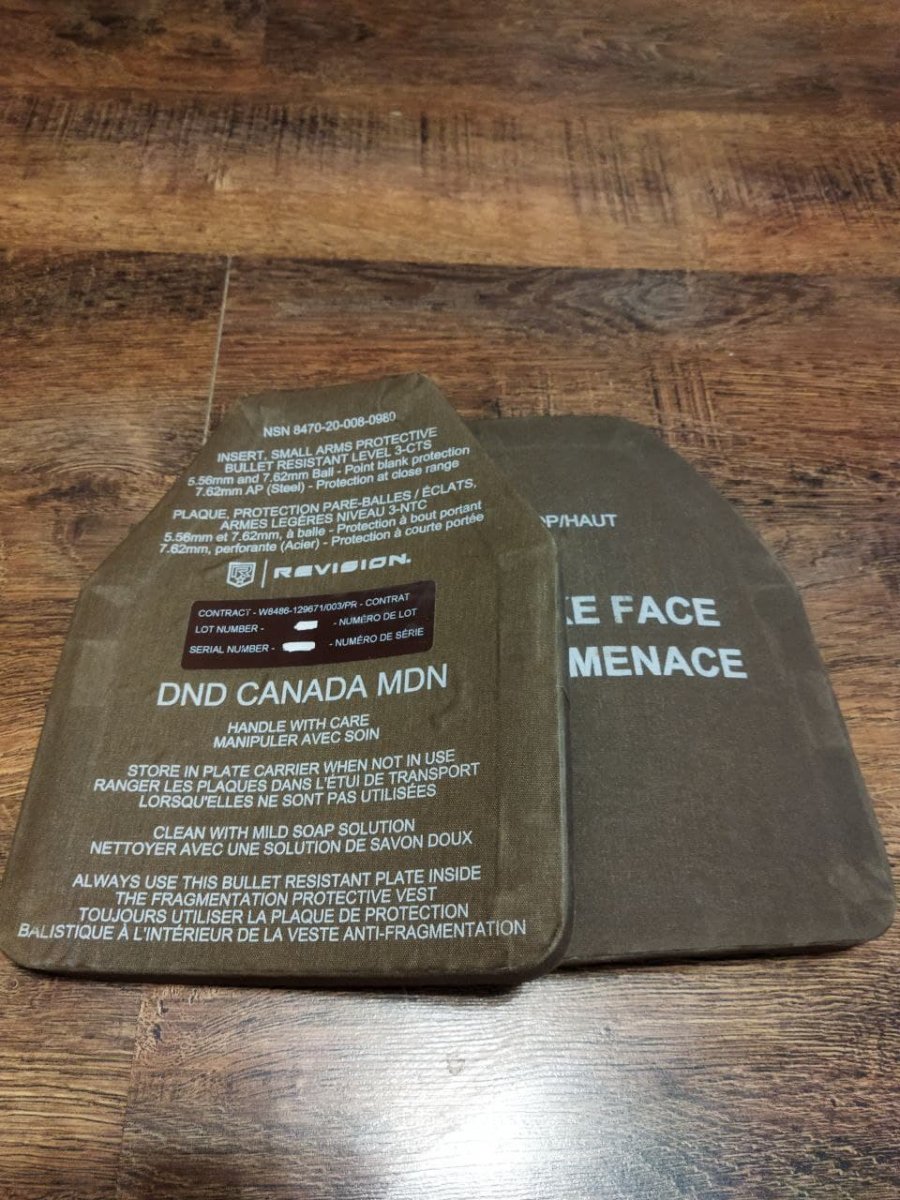 NSN 8470-20-008-0980
INSERT, SMALL ARMS PROTECTIVE
BULLET RESISTANT LEVEL 3-CTS
5.56mm and 7.62mm Ball - Point blank protection
7.62mm AP (Steel) - Protection at close range
PLAQUE, PROTECTION PARE-BALLES / ÉCLATS,
ARMES LEGÈRES NIVEAU 3-NTC
5.56mm et 7.62mm, à balle - Protection à bout portant
7.62mm, perforante (Acier) - Protection à courte portée
REVISION
CONTRACT - W8486-129671/003/PR - CONTRAT
LOT NUMBER - - NUMÉRO DE LOT
SERIAL NUMBER - - NUMÉRO DE SÉRIE
DND CANADA MDN
HANDLE WITH CARE
MANIPULER AVEC SOIN
STORE IN PLATE CARRIER WHEN NOT IN USE
RANGER LES PLAQUES DANS L'ÉTUI DE TRANSPORT
LORSQU'ELLES NE SONT PAS UTILISÉES
CLEAN WITH MILD SOAP SOLUTION
NETTOYER AVEC UNE SOLUTION DE SAVON DOUX
ALWAYS USE THIS BULLET RESISTANT PLATE INSIDE
THE FRAGMENTATION PROTECTIVE VEST
TOUJOURS UTILISER LA PLAQUE DE PROTECTION
BALISTIQUE À L'INTÉRIEUR DE LA VESTE ANTI-FRAGMENTATION
OP/HAUT
KE FACE
MENACE